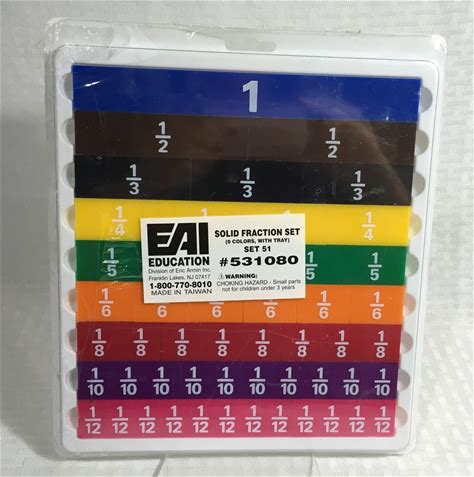 1
1/2 1/2
1/3 1/3 1/3
1/4 1/4
1/5 1/5 1/5
1/6 1/6 1/6 1/6 1/6 1/6
1/8 1/8 1/8 1/8 1/8 1/8 1/8 1/8
1/10 1/10 1/10 1/10 1/10 1/10 1/10 1/10 1/10 1/10
1/12 1/12 1/12 1/12 1/12 1/12 1/12 1/12 1/12 1/12 1/12 1/12
EAI
EDUCATION
Division of Eric Armin Inc.
Franklin Lakes, NJ 07417
1-800-770-8010
MADE IN TAIWAN
SOLID FRACTION SET
(9 COLORS, WITH TRAY)
SET 51
#531080
⚠WARNING:
CHOKING HAZARD - Small parts
not for children under 3 years